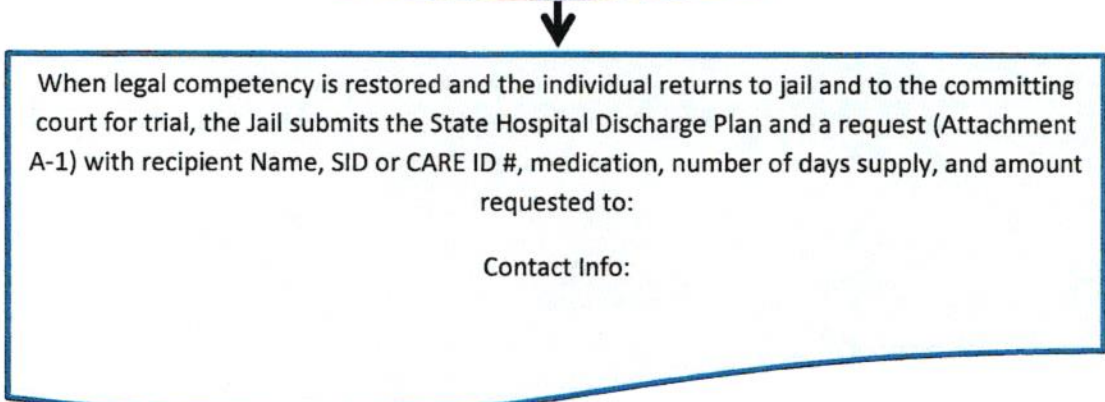 When legal competency is restored and the individual returns to jail and to the committing
court for trial, the Jail submits the State Hospital Discharge Plan and a request (Attachment
A-1) with recipient Name, SID or CARE ID #, medication, number of days supply, and amount
requested to:
Contact Info: